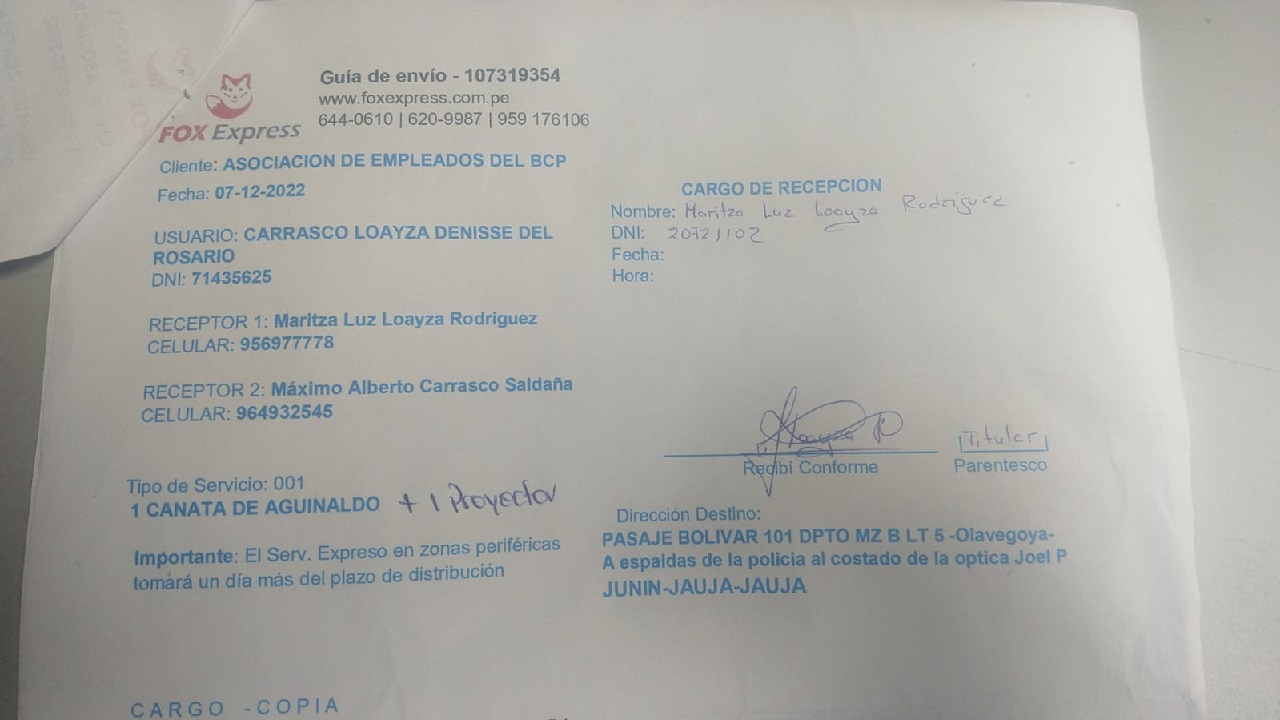 Guía de envío - 107319354
www.foxexpress.com.pe
644-0610 | 620-9987 | 959 176106
FOX Express
Cliente: ASOCIACION DE EMPLEADOS DEL BCP
Fecha: 07-12-2022
USUARIO: CARRASCO LOAYZA DENISSE DEL
ROSARIO
DNI: 71435625
RECEPTOR 1: Maritza Luz Loayza Rodriguez
CELULAR: 956977778
RECEPTOR 2: Máximo Alberto Carrasco Saldaña
CELULAR: 964932545
Tipo de Servicio: 001
1 CANATA DE AGUINALDO + 1 Proyector
Importante: El Serv. Expreso en zonas periféricas
tomará un día más del plazo de distribución
CARGO - COPIA
CARGO DE RECEPCION
Nombre: Maritza Luz Loayza Rodríguez
DNI: 20721102
Fecha:
Hora:
Titular
Recibi Conforme Parentesco
Dirección Destino:
PASAJE BOLIVAR 101 DPTO MZ B LT 5 -Olavegoya-
A espaldas de la policia al costado de la optica Joel P
JUNIN-JAUJA-JAUJA